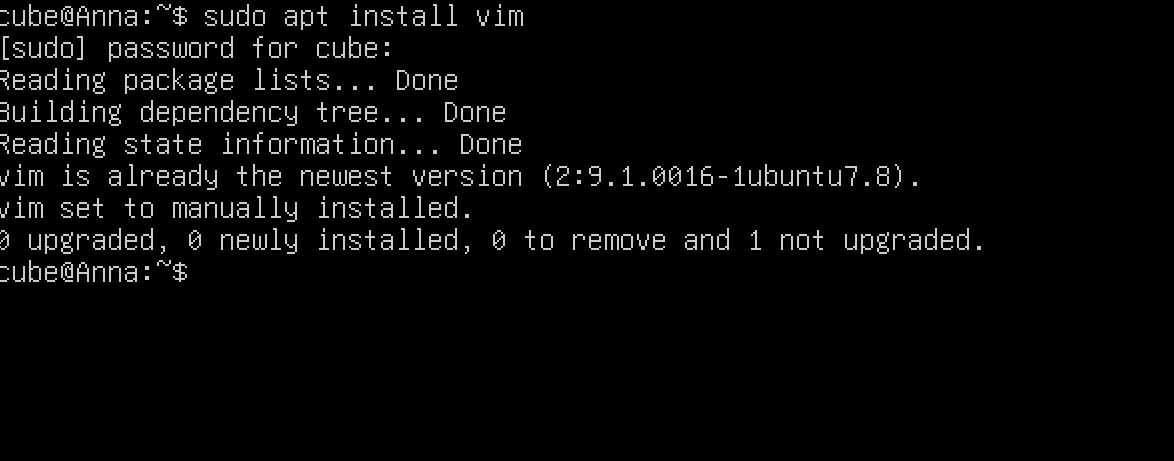 cube@Anna:~$ sudo apt install vim
[sudo] password for cube:
Reading package lists... Done
Building dependency tree... Done
Reading state information... Done
vim is already the newest version (2:9.1.0016-1ubuntu7.8).
vim set to manually installed.
0 upgraded, 0 newly installed, 0 to remove and 1 not upgraded.
cube@Anna:~$